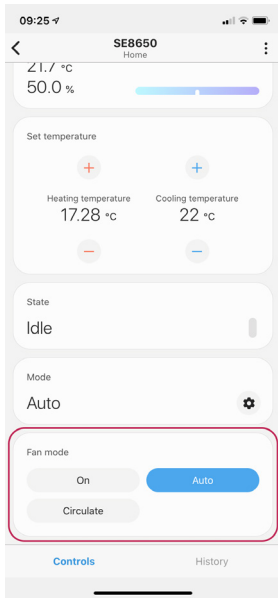 09:25
SE8650
Home
21.7 °C
50.0 %
Set temperature
Heating temperature
17.28 °C
Cooling temperature
22 °C
State
Idle
Mode
Auto
Fan mode
On
Auto
Circulate
Controls
History